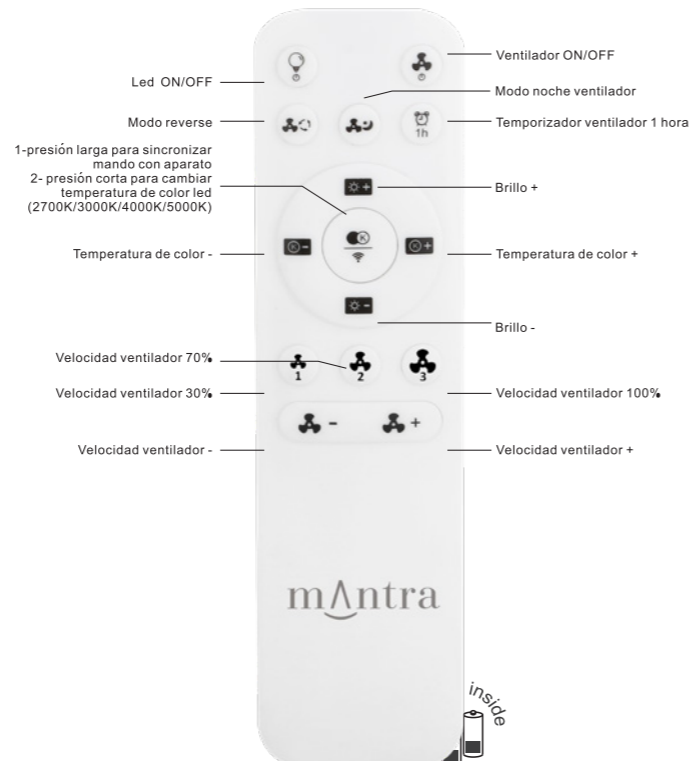 Led ON/OFF
Ventilador ON/OFF
Modo noche ventilador
Modo reverse
1h
Temporizador ventilador 1 hora
1-presión larga para sincronizar
mando con aparato
2- presión corta para cambiar
temperatura de color led
(2700K/3000K/4000K/5000K)
+
Brillo +
Temperatura de color -
K -
K
K +
Temperatura de color +
-
Brillo -
Velocidad ventilador 70%
1
2
3
Velocidad ventilador 30%
Velocidad ventilador 100%
-
+
Velocidad ventilador -
Velocidad ventilador +
mantra
inside